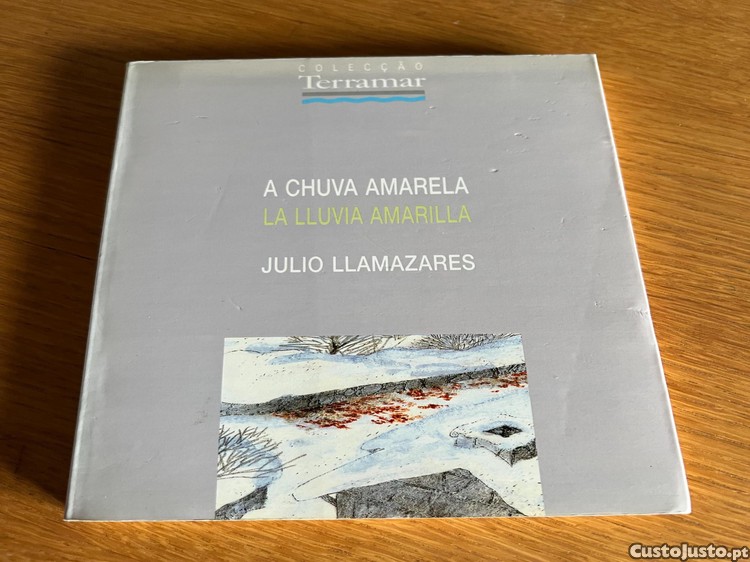 COLECÇÃO
Terramar
A CHUVA AMARELA
LA LLUVIA AMARILLA
JULIO LLAMAZARES
CustoJusto.pt